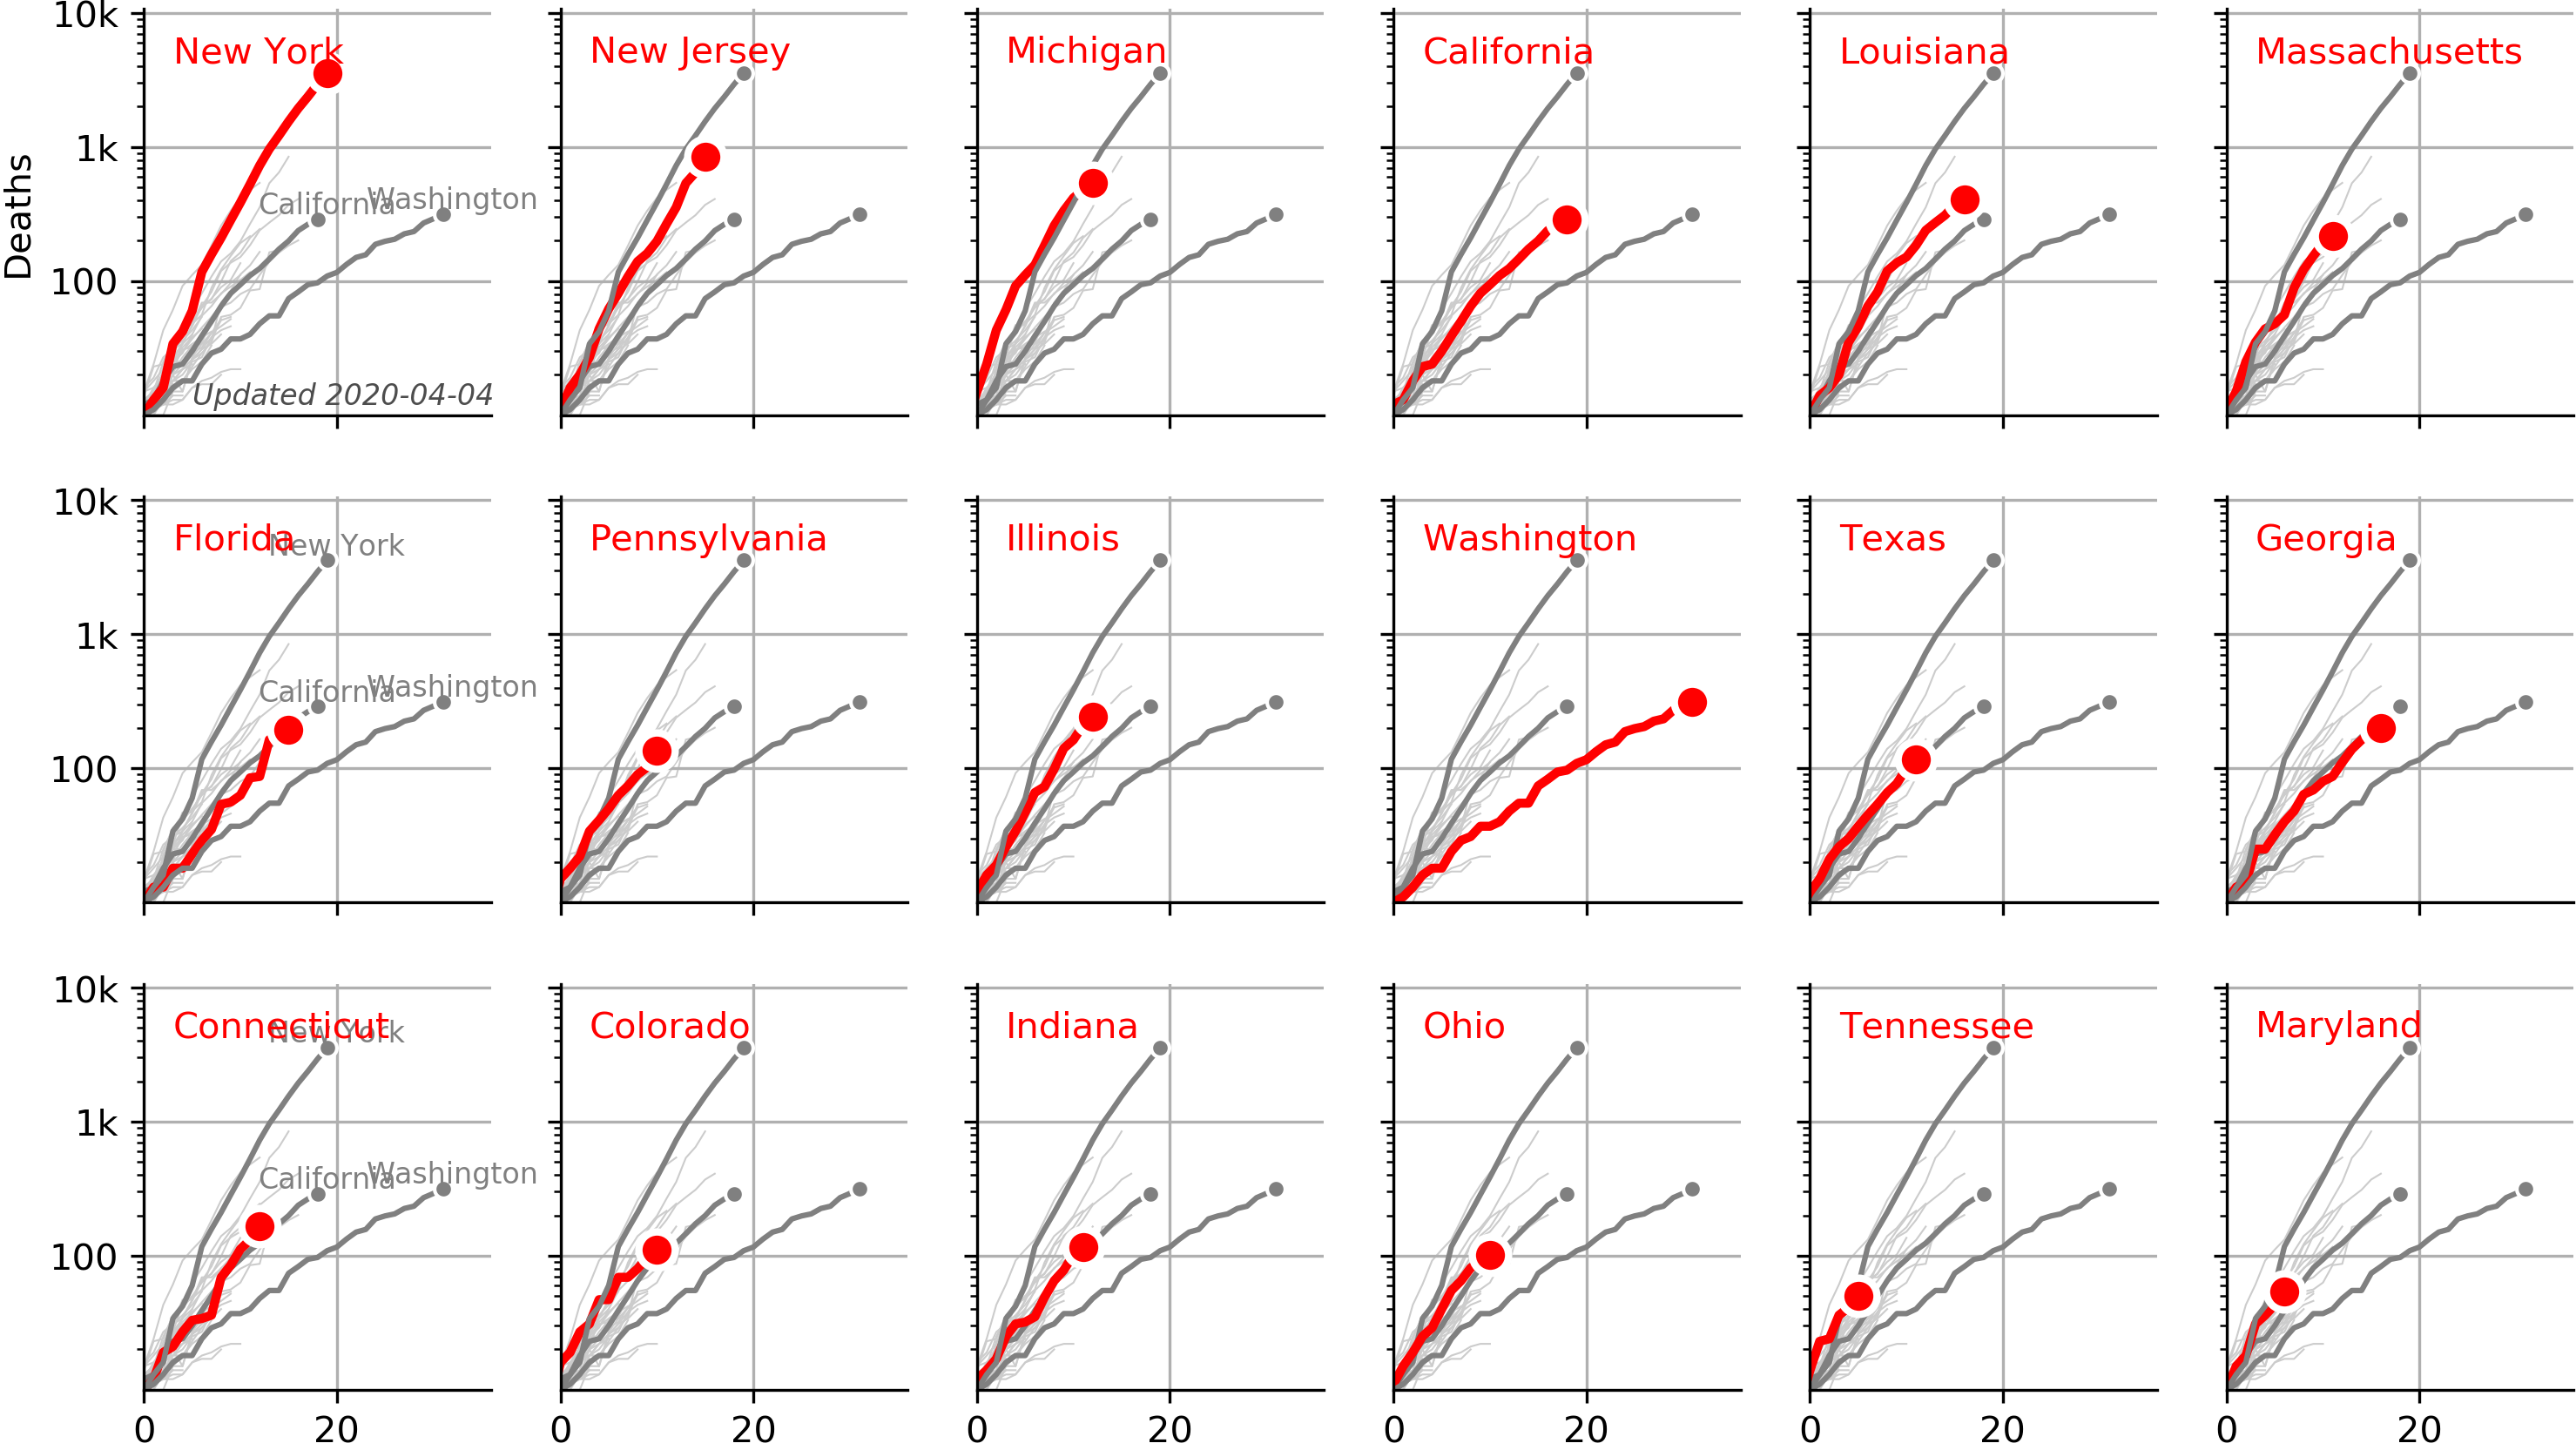 10k
New York
New Jersey
Michigan
California
Louisiana
Massachusetts
1k
California
Washington
Deaths
100
Updated 2020-04-04
10k
Florida
New York
Pennsylvania
Illinois
Washington
Texas
Georgia
1k
California
Washington
100
10k
Connecticut
New York
Colorado
Indiana
Ohio
Tennessee
Maryland
1k
California
Washington
100
0 20 0 20 0 20 0 20 0 20 0 20